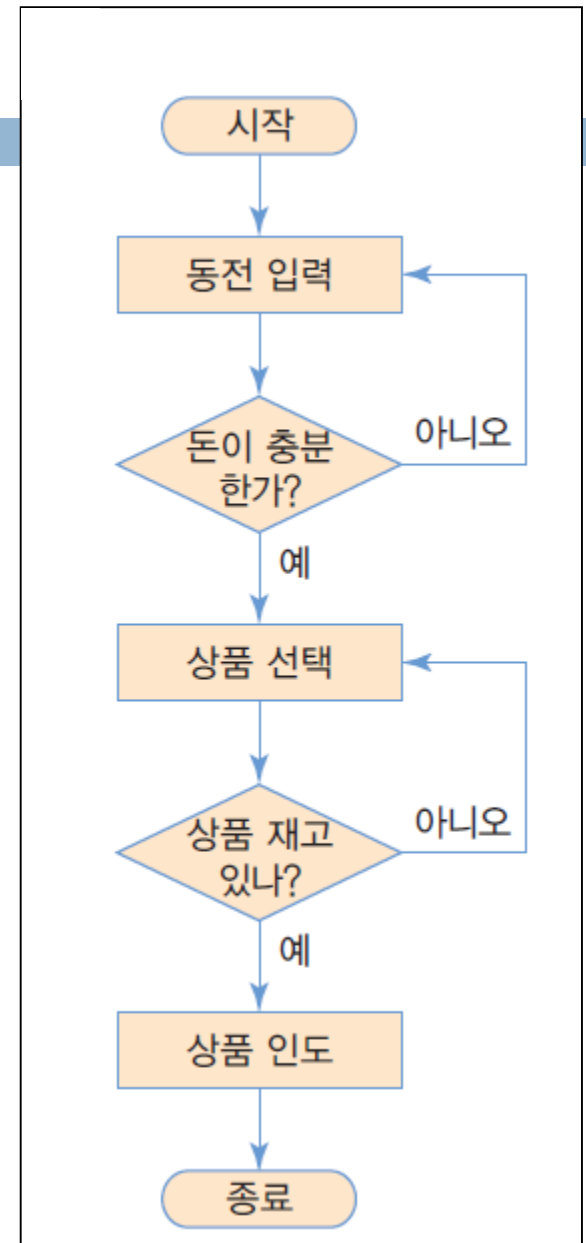 시작
동전 입력
돈이 충분
한가?
아니오
예
상품 선택
상품 재고
있나?
아니오
예
상품 인도
종료